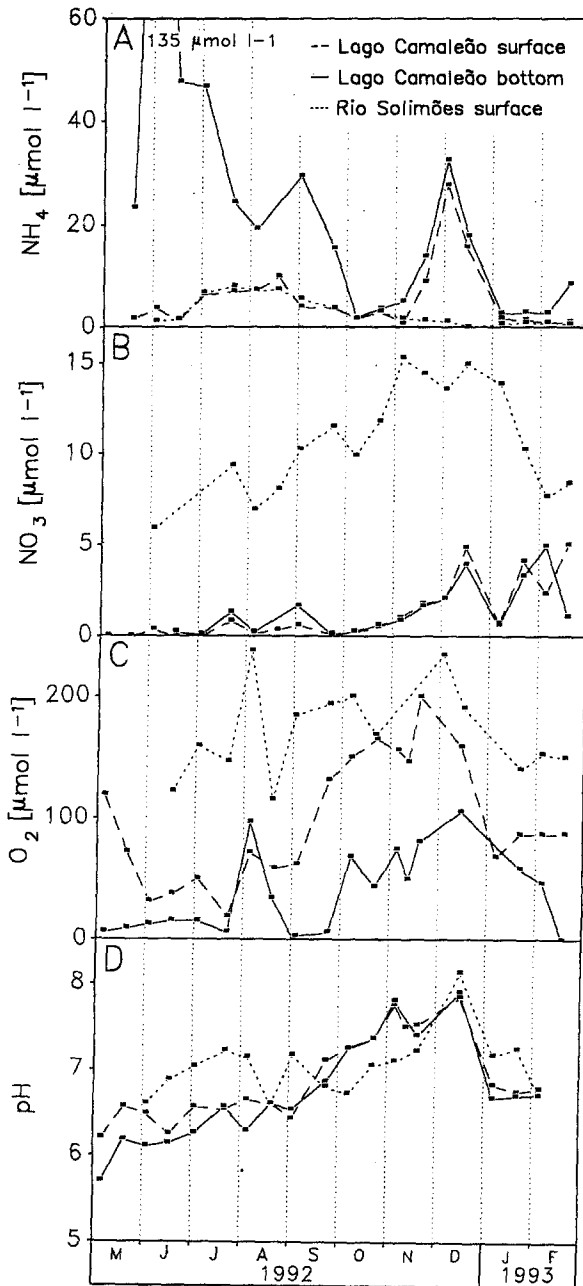 A 135 μmol l-1
-- Lago Camaleão surface
— Lago Camaleão bottom
···· Rio Solimões surface
60
40
20
0
NH4 [μmol l-1]
B
15
10
5
0
NO3 [μmol l-1]
C
200
100
0
O2 [μmol l-1]
D
8
7
6
5
pH
M J J A S O N D J F
1992 1993